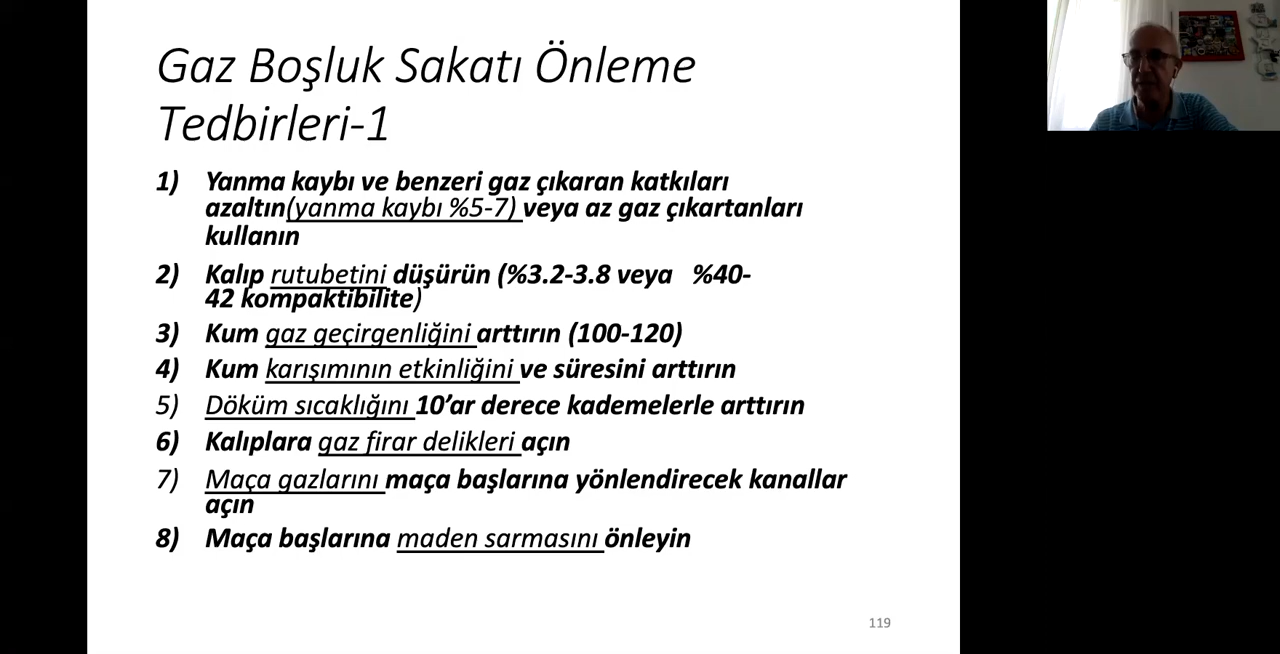 Gaz Boşluk Sakatı Önleme
Tedbirleri-1
1) Yanma kaybı ve benzeri gaz çıkaran katkıları
azaltın(yanma kaybı %5-7) veya az gaz çıkartanları
kullanın
2) Kalıp rutubetini düşürün (%3.2-3.8 veya %40-
42 kompaktibilite)
3) Kum gaz geçirgenliğini arttırın (100-120)
4) Kum karışımının etkinliğini ve süresini arttırın
5) Döküm sıcaklığını 10’ar derece kademelerle arttırın
6) Kalıplara gaz firar delikleri açın
7) Maça gazlarını maça başlarına yönlendirecek kanallar
açın
8) Maça başlarına maden sarmasını önleyin
119